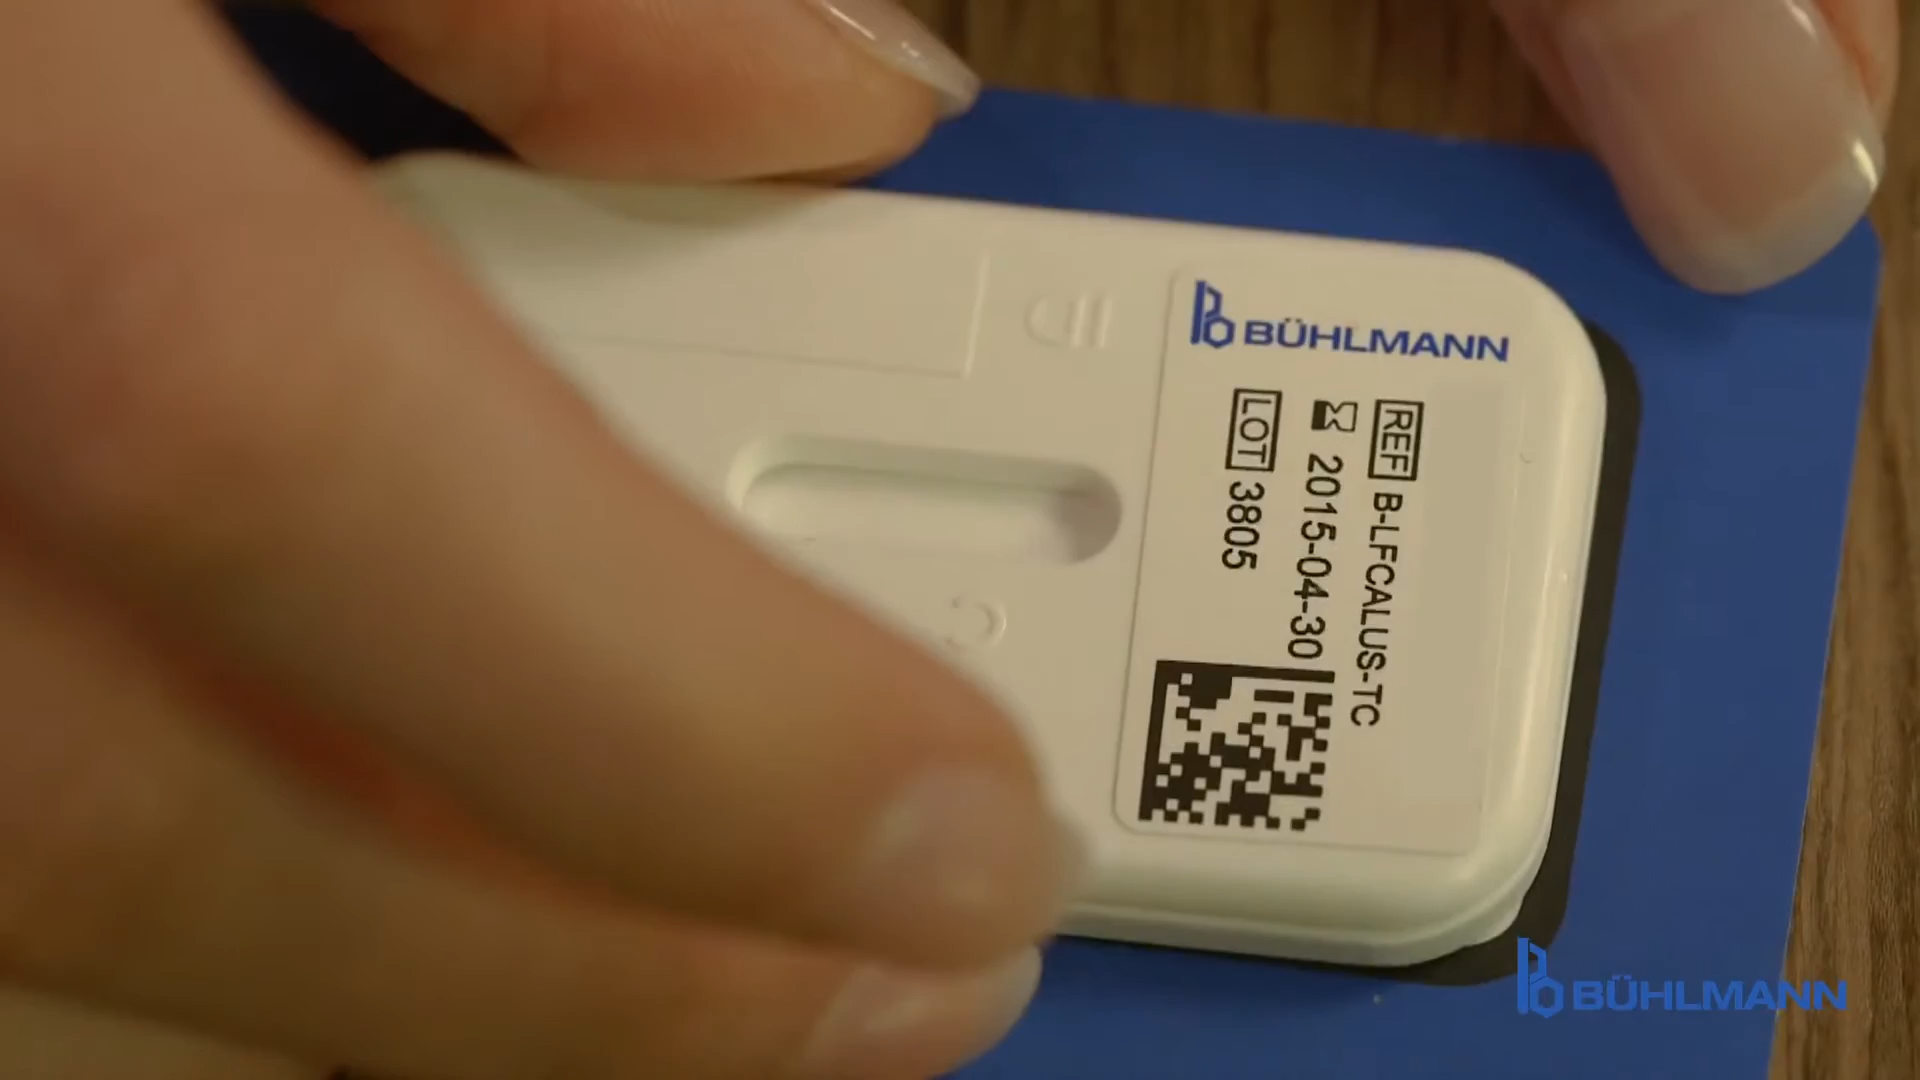 BÜHLMANN
REF B-LFCALUS-TC
2015-04-30
LOT 3805
BÜHLMANN